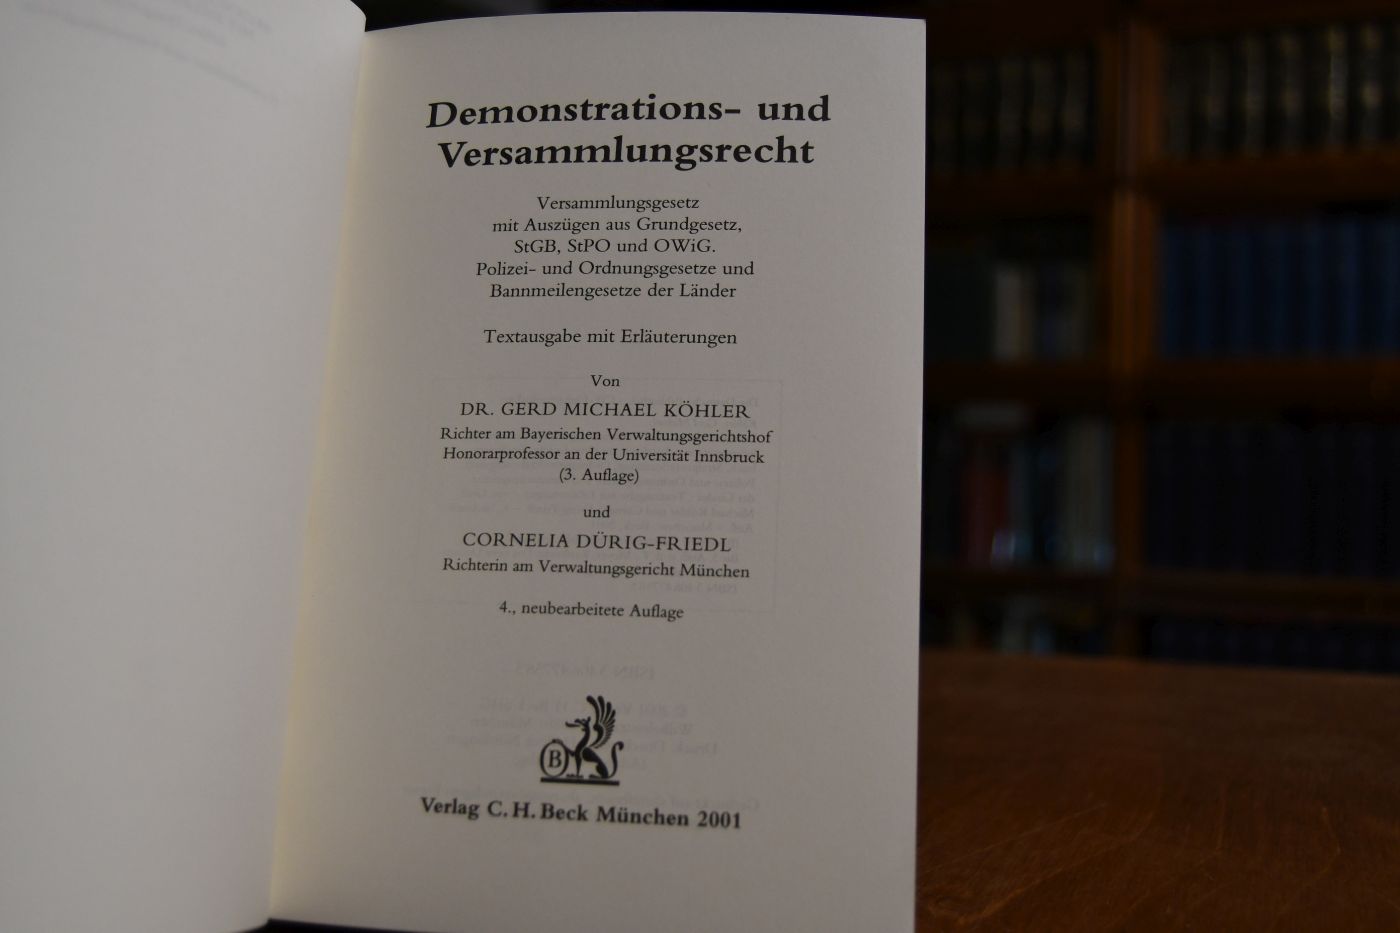 Demonstrations- und
Versammlungsrecht
Versammlungsgesetz
mit Auszügen aus Grundgesetz,
StGB, StPO und OWiG.
Polizei- und Ordnungsgesetze und
Bannmeilengesetze der Länder
Textausgabe mit Erläuterungen
Von
DR. GERD MICHAEL KÖHLER
Richter am Bayerischen Verwaltungsgerichtshof
Honorarprofessor an der Universität Innsbruck
(3. Auflage)
und
CORNELIA DÜRIG-FRIEDL
Richterin am Verwaltungsgericht München
4., neubearbeitete Auflage
B
Verlag C. H. Beck München 2001